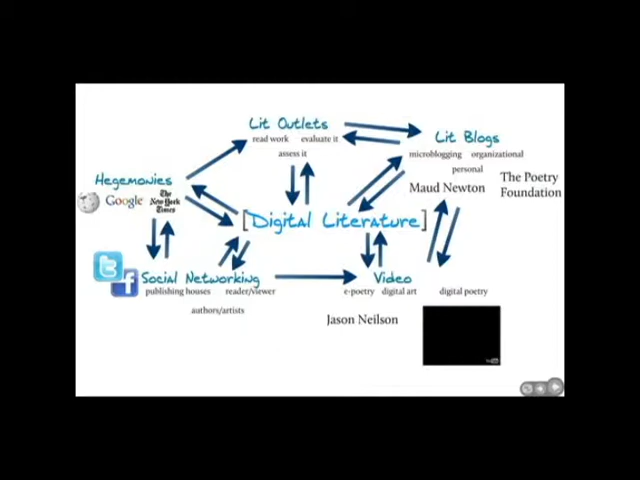 Lit Outlets
read work evaluate it
assess it
Lit Blogs
microblogging organizational
personal
Maud Newton
The Poetry
Foundation
Hegemonies
Google
The
New York
Times
[Digital Literature]
Social Networking
publishing houses reader/viewer
authors/artists
Video
e-poetry digital art digital poetry
Jason Neilson